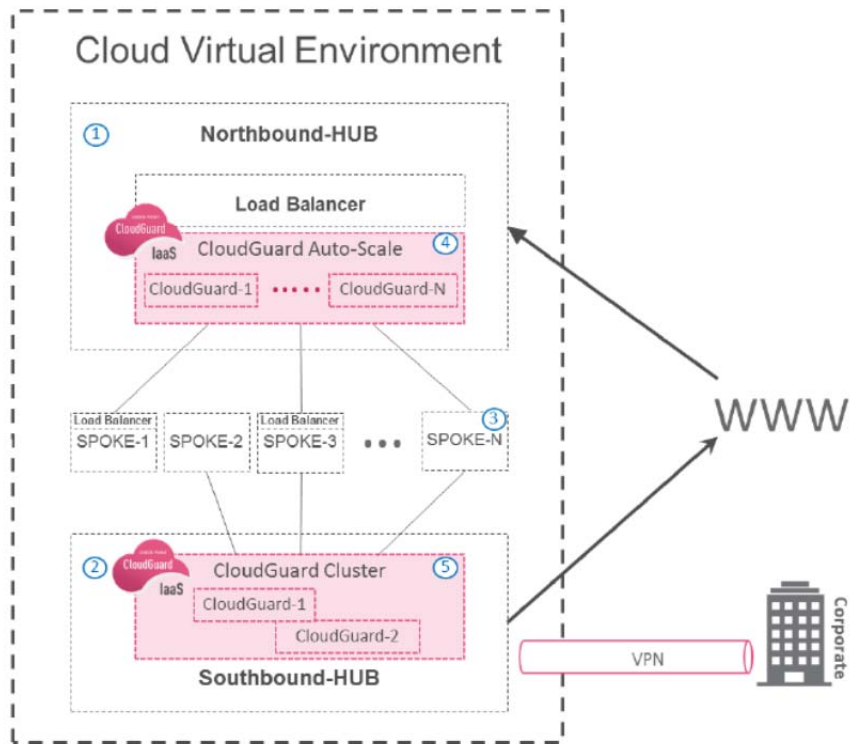 Cloud Virtual Environment
1
Northbound-HUB
Load Balancer
CloudGuard
IaaS
CloudGuard Auto-Scale
4
CloudGuard-1
CloudGuard-N
WWW
Load Balancer
SPOKE-1
SPOKE-2
Load Balancer
SPOKE-3
3
SPOKE-N
2
CloudGuard
IaaS
CloudGuard Cluster
5
CloudGuard-1
CloudGuard-2
Southbound-HUB
VPN
Corporate